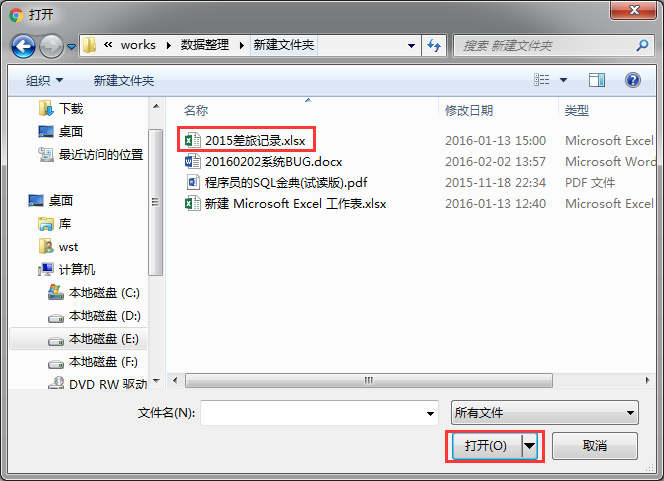 打开
« works ▸ 数据整理 ▸ 新建文件夹
搜索 新建文件夹
组织 新建文件夹
名称 修改日期 类型
下载
桌面
最近访问的位置
桌面
库
wst
计算机
本地磁盘 (C:)
本地磁盘 (D:)
本地磁盘 (E:)
本地磁盘 (F:)
DVD RW 驱动
2015差旅记录.xlsx 2016-01-13 15:00 Microsoft Excel
20160202系统BUG.docx 2016-02-02 13:57 Microsoft Word
程序员的SQL金典(试读版).pdf 2015-11-18 22:34 PDF 文件
新建 Microsoft Excel 工作表.xlsx 2016-01-13 12:40 Microsoft Excel
文件名(N): 所有文件
打开(O) 取消